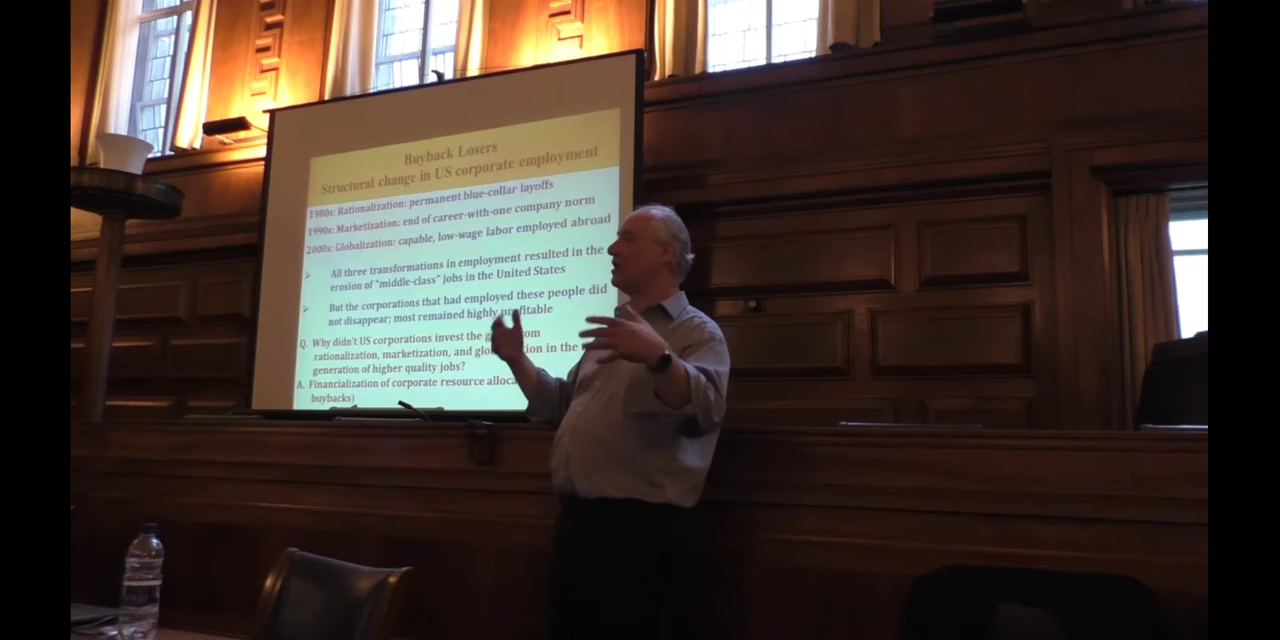 Buyback Losers
Structural change in US corporate employment
1980s: Rationalization: permanent blue-collar layoffs
1990s: Marketization: end of career-with-one company norm
2000s: Globalization: capable, low-wage labor employed abroad
All three transformations in employment resulted in the
erosion of "middle-class" jobs in the United States
But the corporations that had employed these people did
not disappear; most remained highly profitable
Q. Why didn't US corporations invest the
rationalization, marketization, and in the
generation of higher quality jobs?
A. Financialization of corporate resource
buybacks)